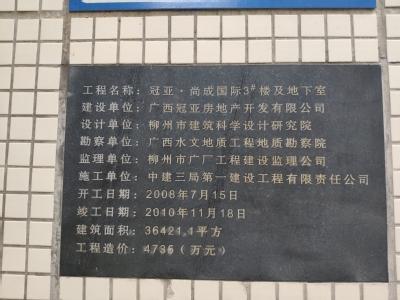 工程名称：冠亚·尚成国际3#楼及地下室
建设单位：广西冠亚房地产开发有限公司
设计单位：柳州市建筑科学设计研究院
勘察单位：广西水文地质工程地质勘察院
监理单位：柳州市广厂工程建设监理公司
施工单位：中建三局第一建设工程有限责任公司
开工日期：2008年7月15日
竣工日期：2010年11月18日
建筑面积：36421.1平方
工程造价：4735（万元）